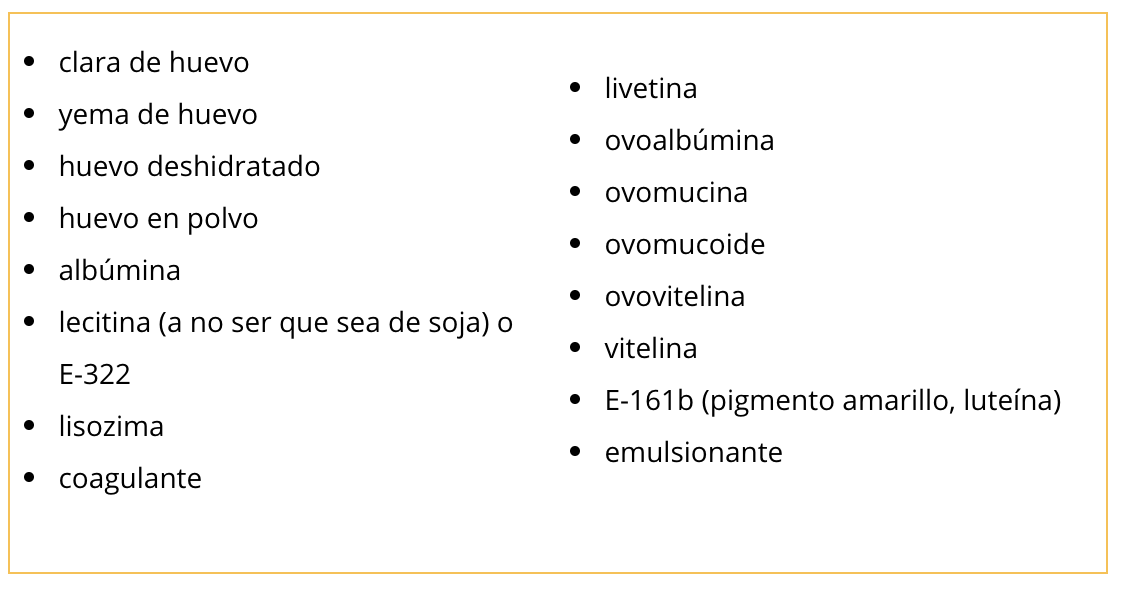 • clara de huevo
• yema de huevo
• huevo deshidratado
• huevo en polvo
• albúmina
• lecitina (a no ser que sea de soja) o
E-322
• lisozima
• coagulante
• livetina
• ovoalbúmina
• ovomucina
• ovomucoide
• ovovitelina
• vitelina
• E-161b (pigmento amarillo, luteína)
• emulsionante